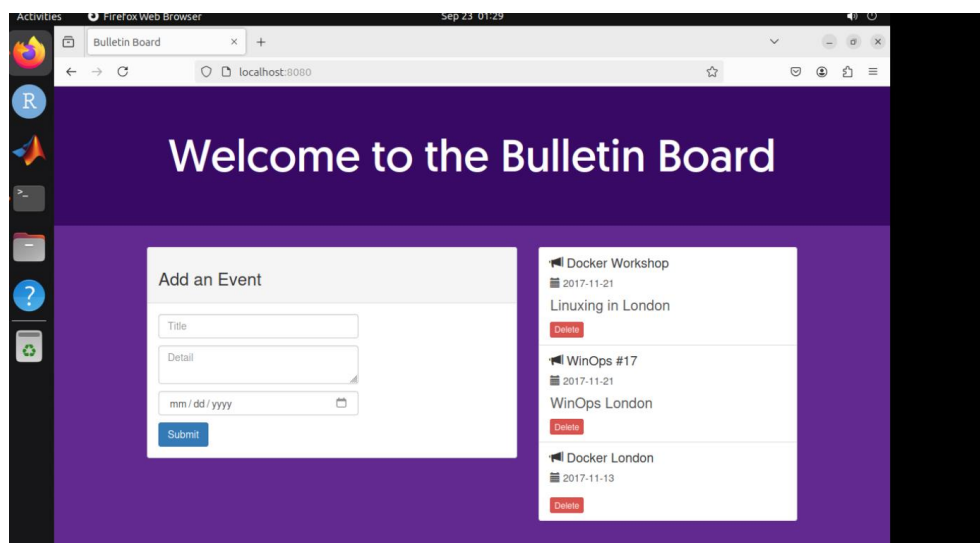 Activities Firefox Web Browser Sep 23 01:29
Bulletin Board
localhost:8080
Welcome to the Bulletin Board
Add an Event
Title
Detail
mm / dd / yyyy
Submit
Docker Workshop
2017-11-21
Linuxing in London
Delete
WinOps #17
2017-11-21
WinOps London
Delete
Docker London
2017-11-13
Delete